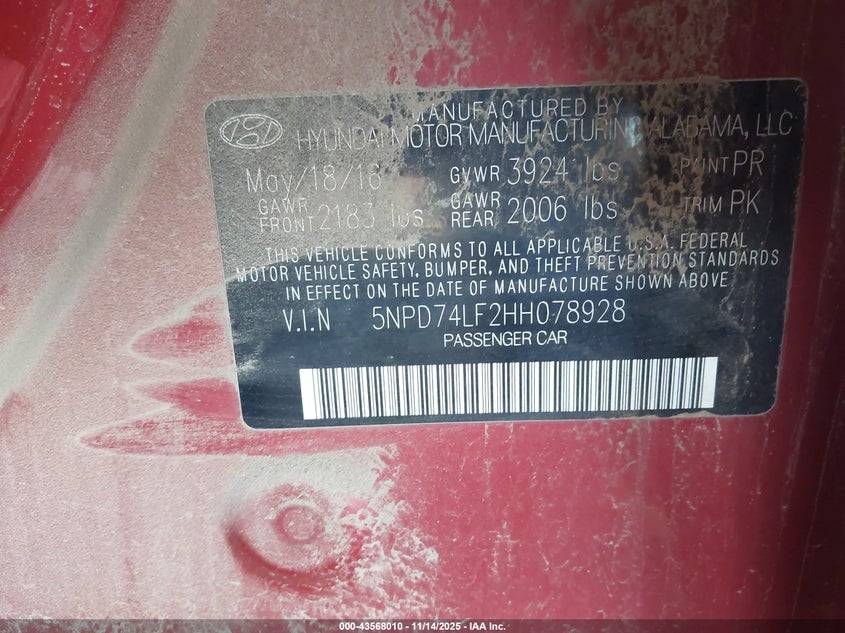 MANUFACTURED BY
HYUNDAI MOTOR MANUFACTURING ALABAMA, LLC
May/18/16 GVWR 3924 lbs PAINT PR
GAWR FRONT 2183 lbs GAWR REAR 2006 lbs TRIM PK
THIS VEHICLE CONFORMS TO ALL APPLICABLE U.S.A. FEDERAL
MOTOR VEHICLE SAFETY, BUMPER, AND THEFT PREVENTION STANDARDS
IN EFFECT ON THE DATE OF MANUFACTURE SHOWN ABOVE
V.I.N 5NPD74LF2HH078928
PASSENGER CAR
000-43568010 - 11/14/2025 - IAA Inc.